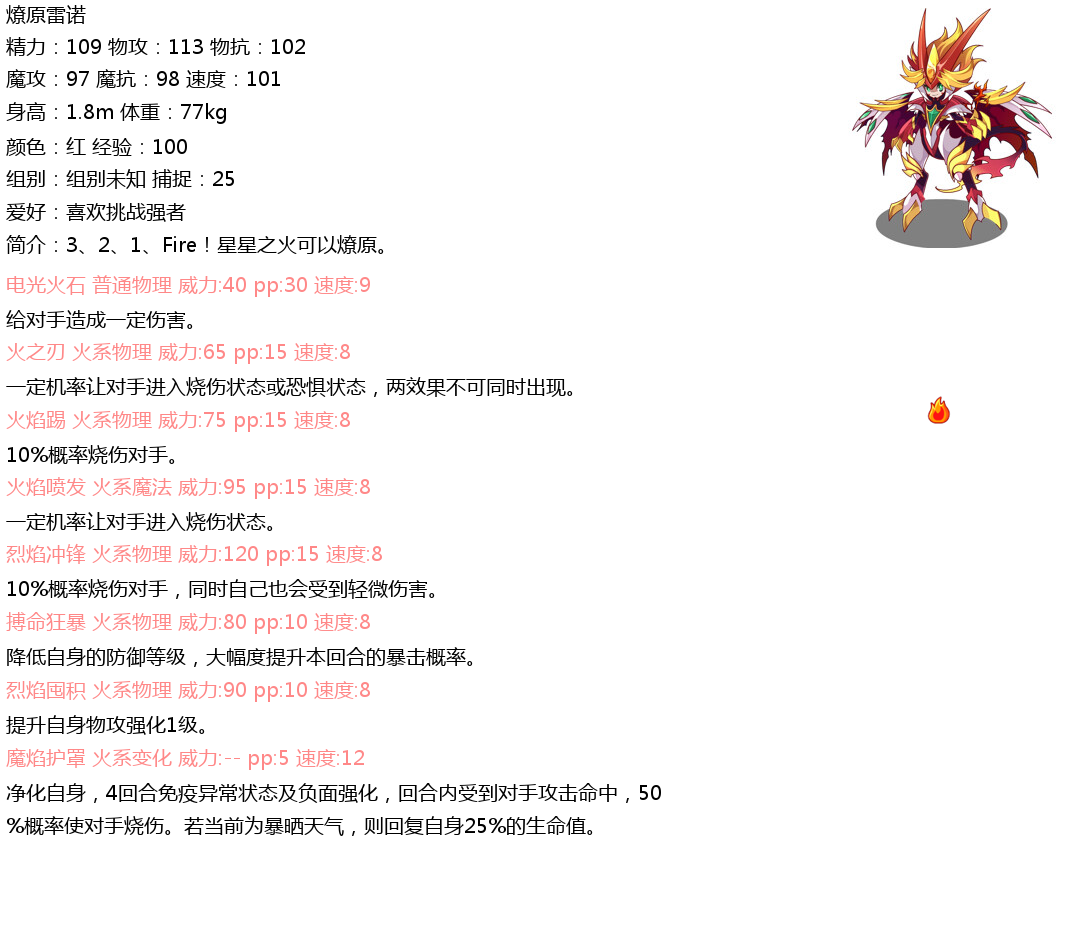 燎原雷诺
精力：109 物攻：113 物抗：102
魔攻：97 魔抗：98 速度：101
身高：1.8m 体重：77kg
颜色：红 经验：100
组别：组别未知 捕捉：25
爱好：喜欢挑战强者
简介：3、2、1、Fire！星星之火可以燎原。
电光火石 普通物理 威力:40 pp:30 速度:9
给对手造成一定伤害。
火之刃 火系物理 威力:65 pp:15 速度:8
一定机率让对手进入烧伤状态或恐惧状态，两效果不可同时出现。
火焰踢 火系物理 威力:75 pp:15 速度:8
10%概率烧伤对手。
火焰喷发 火系魔法 威力:95 pp:15 速度:8
一定机率让对手进入烧伤状态。
烈焰冲锋 火系物理 威力:120 pp:15 速度:8
10%概率烧伤对手，同时自己也会受到轻微伤害。
搏命狂暴 火系物理 威力:80 pp:10 速度:8
降低自身的防御等级，大幅度提升本回合的暴击概率。
烈焰囤积 火系物理 威力:90 pp:10 速度:8
提升自身物攻强化1级。
魔焰护罩 火系变化 威力:-- pp:5 速度:12
净化自身，4回合免疫异常状态及负面强化，回合内受到对手攻击命中，50
%概率使对手烧伤。若当前为暴晒天气，则回复自身25%的生命值。